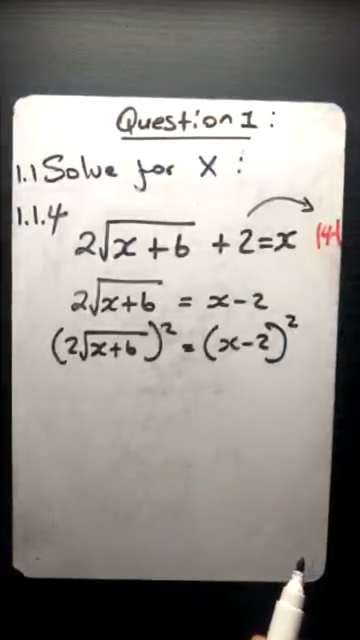 Question 1:
1.1 Solve for X:
1.1.4
2√(x+6) + 2 = x
2√(x+6) = x-2
(2√(x+6))² = (x-2)²